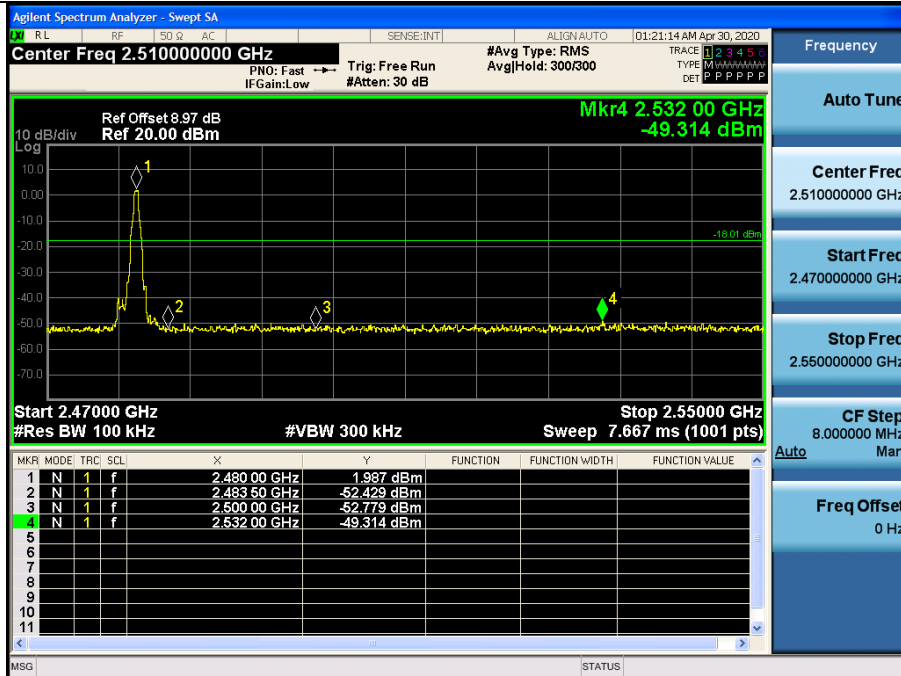 Agilent Spectrum Analyzer - Swept SA
LXI RL RF 50 Ω AC SENSE:INT ALIGN AUTO 01:21:14 AM Apr 30, 2020
Center Freq 2.510000000 GHz
PNO: Fast
IFGain:Low
Trig: Free Run
#Atten: 30 dB
#Avg Type: RMS
Avg|Hold: 300/300
TRACE 1 2 3 4 5 6
TYPE M W W W W W
DET P P P P P P
Mkr4 2.532 00 GHz
-49.314 dBm
Ref Offset 8.97 dB
10 dB/div Ref 20.00 dBm
Log
10.0
0.00
-10.0
-20.0
-30.0
-40.0
-50.0
-60.0
-70.0
1
2
3
4
-18.01 dBm
Start 2.47000 GHz Stop 2.55000 GHz
#Res BW 100 kHz #VBW 300 kHz Sweep 7.667 ms (1001 pts)
MKR MODE TRC SCL X Y FUNCTION FUNCTION WIDTH FUNCTION VALUE
1 N 1 f 2.480 00 GHz 1.987 dBm
2 N 1 f 2.483 50 GHz -52.429 dBm
3 N 1 f 2.500 00 GHz -52.779 dBm
4 N 1 f 2.532 00 GHz -49.314 dBm
5
6
7
8
9
10
11
MSG STATUS
Frequency
Auto Tune
Center Freq
2.510000000 GHz
Start Freq
2.470000000 GHz
Stop Freq
2.550000000 GHz
CF Step
8.000000 MHz
Auto Man
Freq Offset
0 Hz